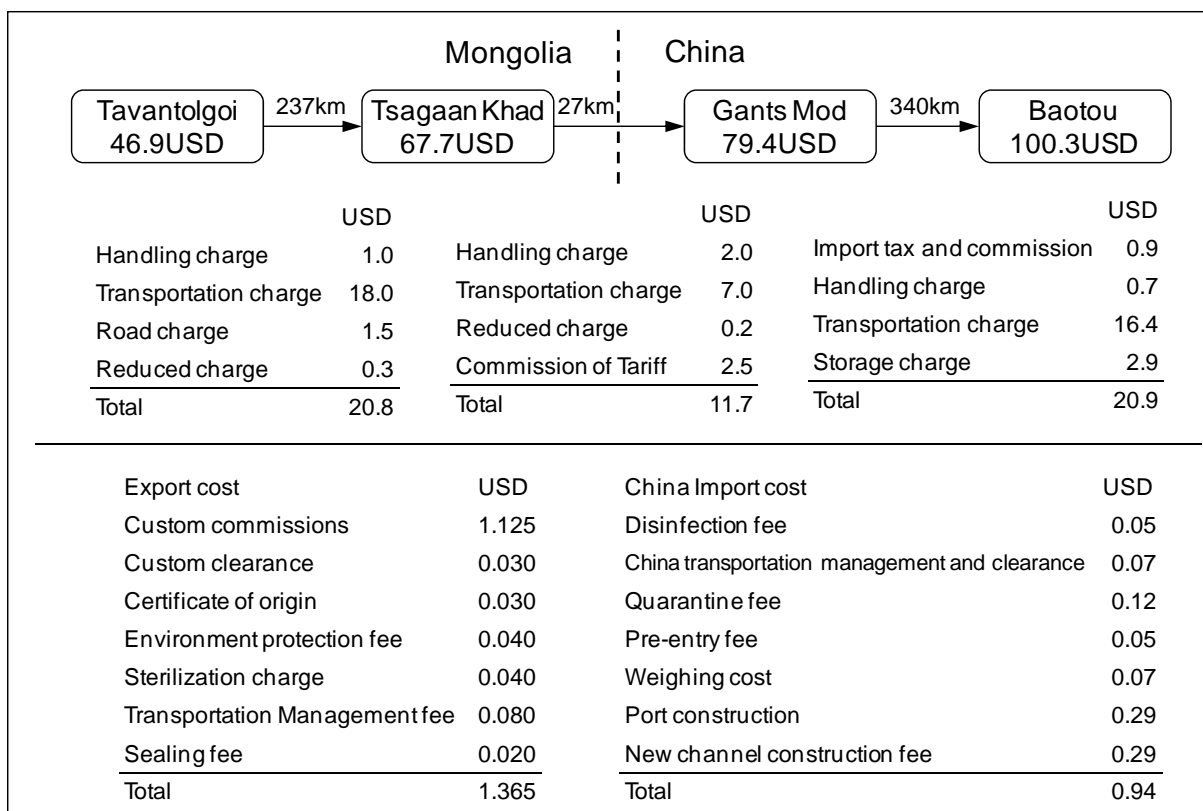 Mongolia China
Tavantolgoi 237km Tsagaan Khad 27km Gants Mod 340km Baotou
46.9USD 67.7USD 79.4USD 100.3USD
USD
Handling charge 1.0
Transportation charge 18.0
Road charge 1.5
Reduced charge 0.3
Total 20.8
USD
Handling charge 2.0
Transportation charge 7.0
Reduced charge 0.2
Commission of Tariff 2.5
Total 11.7
USD
Import tax and commission 0.9
Handling charge 0.7
Transportation charge 16.4
Storage charge 2.9
Total 20.9
Export cost USD
Custom commissions 1.125
Custom clearance 0.030
Certificate of origin 0.030
Environment protection fee 0.040
Sterilization charge 0.040
Transportation Management fee 0.080
Sealing fee 0.020
Total 1.365
China Import cost USD
Disinfection fee 0.05
China transportation management and clearance 0.07
Quarantine fee 0.12
Pre-entry fee 0.05
Weighing cost 0.07
Port construction 0.29
New channel construction fee 0.29
Total 0.94